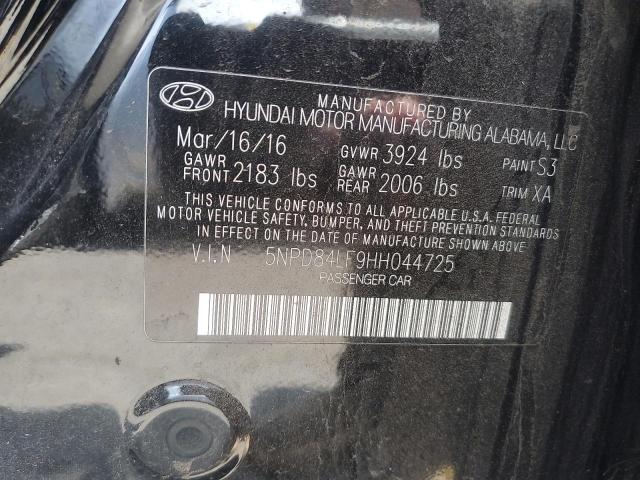 MANUFACTURED BY
HYUNDAI MOTOR MANUFACTURING ALABAMA, LLC
Mar/16/16 GVWR 3924 lbs PAINT S3
GAWR FRONT 2183 lbs GAWR REAR 2006 lbs TRIM XA
THIS VEHICLE CONFORMS TO ALL APPLICABLE U.S.A. FEDERAL
MOTOR VEHICLE SAFETY, BUMPER, AND THEFT PREVENTION STANDARDS
IN EFFECT ON THE DATE OF MANUFACTURE SHOWN ABOVE.
V.I.N 5NPD84LF9HH044725
PASSENGER CAR